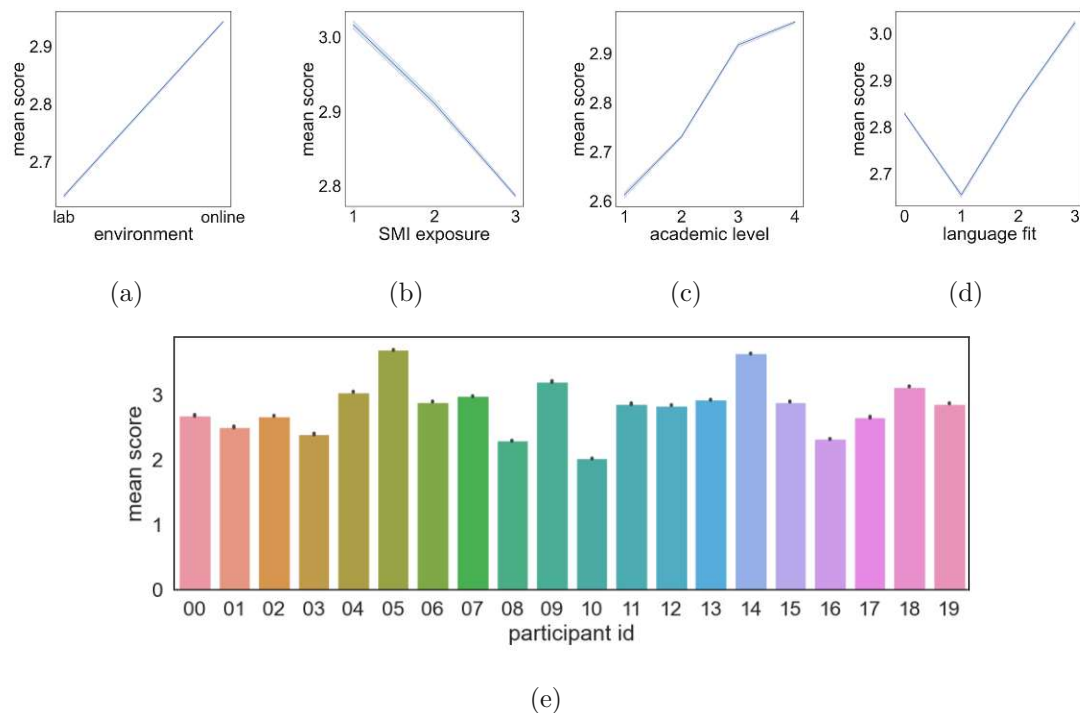 2.9
2.8
2.7
mean score
lab
online
environment
(a)
3.0
2.9
2.8
mean score
1 2 3
SMI exposure
(b)
2.9
2.8
2.7
2.6
mean score
1 2 3 4
academic level
(c)
3.0
2.9
2.8
2.7
mean score
0 1 2 3
language fit
(d)
3
2
1
0
mean score
00 01 02 03 04 05 06 07 08 09 10 11 12 13 14 15 16 17 18 19
participant id
(e)